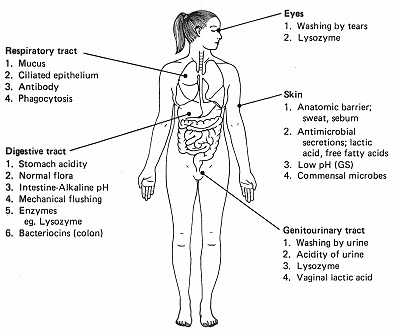 Eyes
1. Washing by tears
2. Lysozyme
Respiratory tract
1. Mucus
2. Ciliated epithelium
3. Antibody
4. Phagocytosis
Skin
1. Anatomic barrier;
sweat, sebum
2. Antimicrobial
secretions; lactic
acid, free fatty acids
3. Low pH (GS)
4. Commensal microbes
Digestive tract
1. Stomach acidity
2. Normal flora
3. Intestine-Alkaline pH
4. Mechanical flushing
5. Enzymes
eg. Lysozyme
6. Bacteriocins (colon)
Genitourinary tract
1. Washing by urine
2. Acidity of urine
3. Lysozyme
4. Vaginal lactic acid